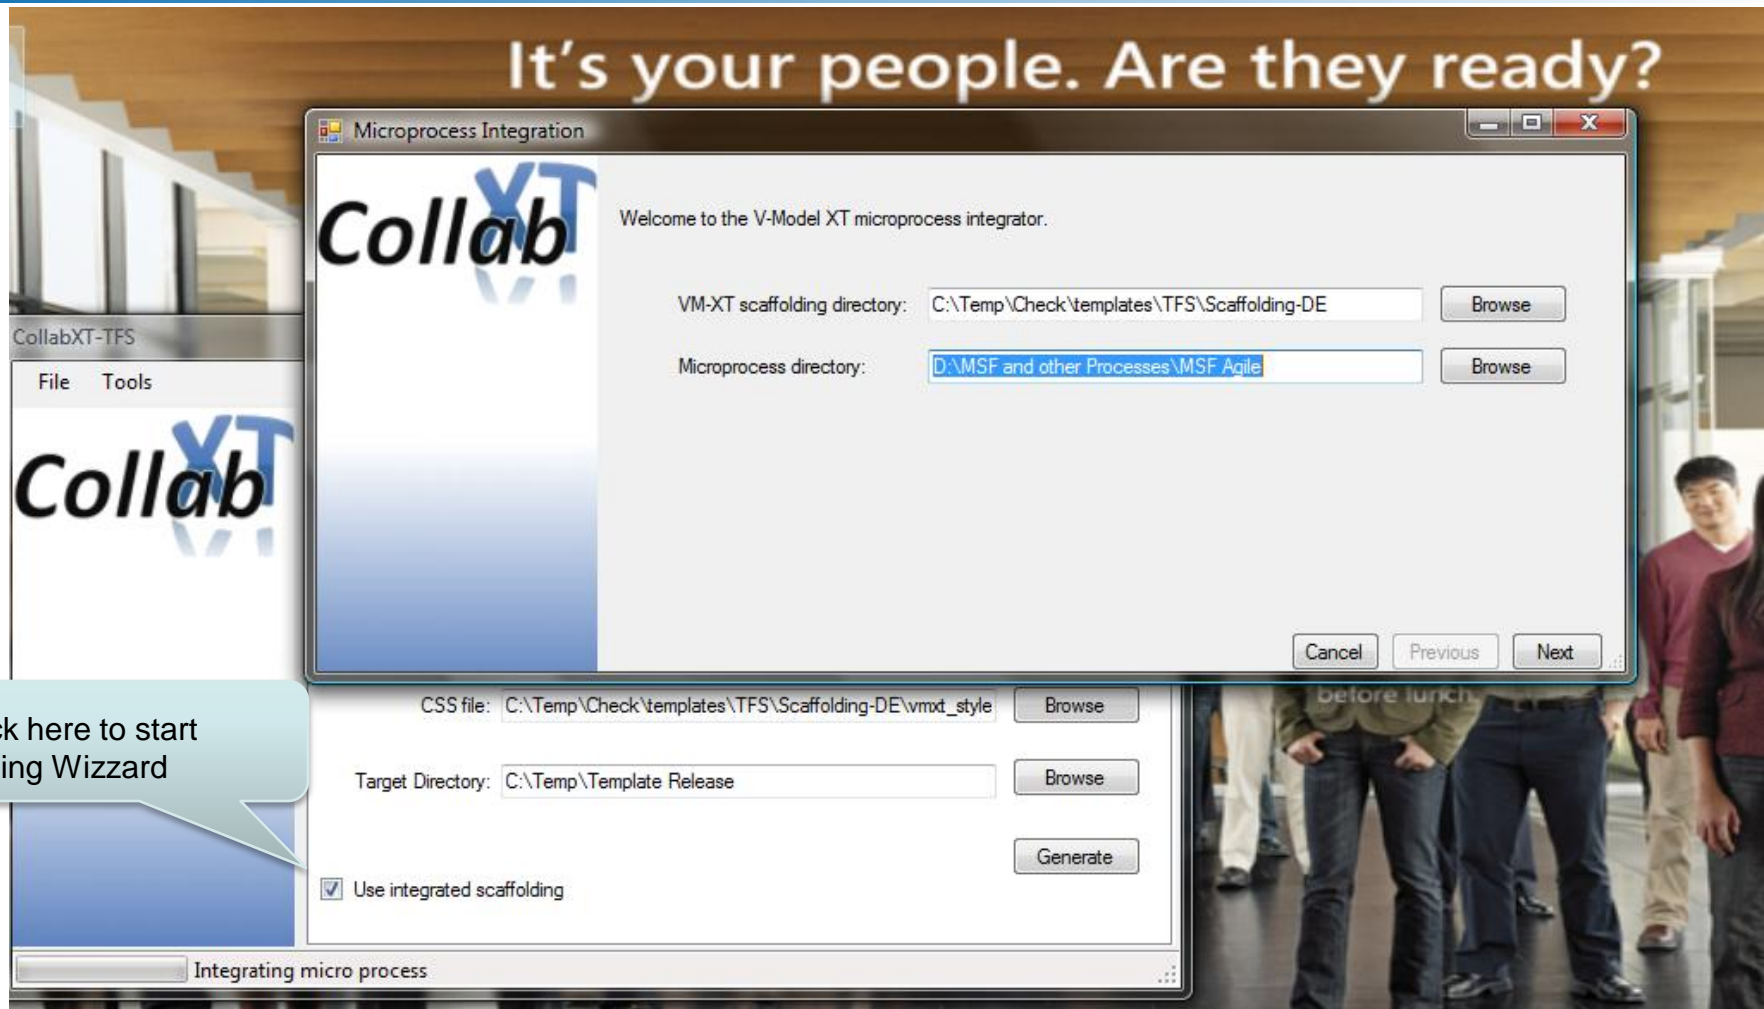 It's your people. Are they ready?
Microprocess Integration
Collab XT
Welcome to the V-Model XT microprocess integrator.
VM-XT scaffolding directory: C:\Temp\Check\templates\TFS\Scaffolding-DE Browse
Microprocess directory: D:\MSF and other Processes\MSF Agile Browse
Cancel Previous Next
CollabXT-TFS
File Tools
Collab XT
before lunch.
CSS file: C:\Temp\Check\templates\TFS\Scaffolding-DE\vmxt_style Browse
ck here to start
ing Wizzard
Target Directory: C:\Temp\Template Release Browse
Generate
Use integrated scaffolding
Integrating micro process